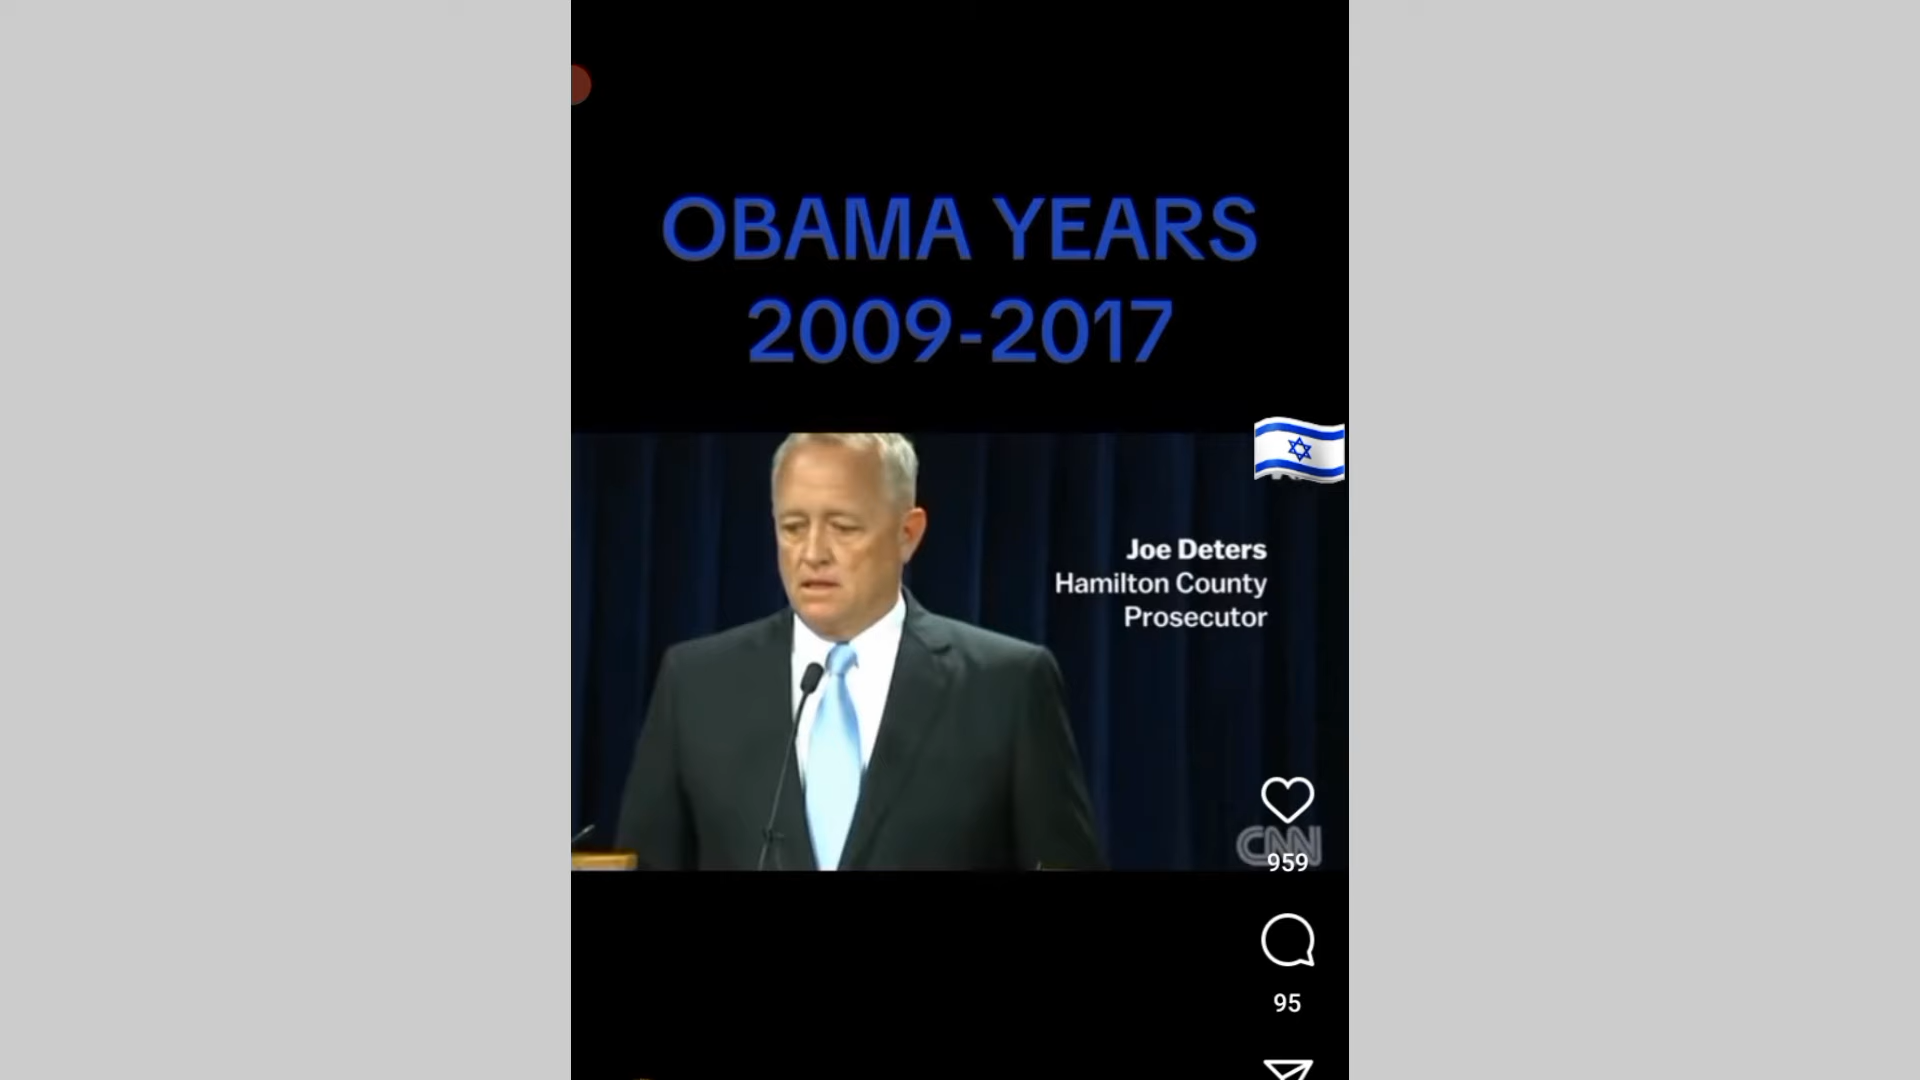 OBAMA YEARS
2009-2017
Joe Deters
Hamilton County
Prosecutor
CNN
959
95